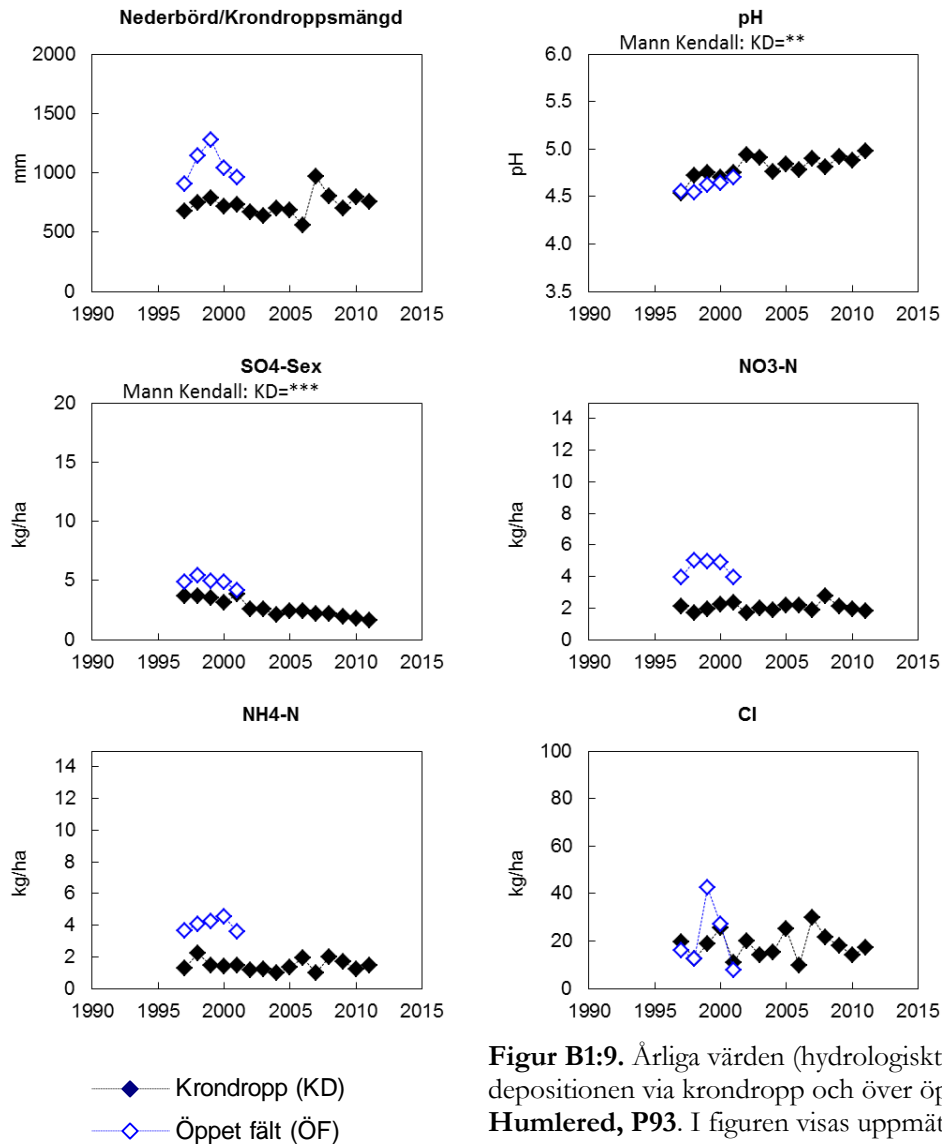 Nederbörd/Krondroppsmängd
mm
2000
1500
1000
500
0
1990 1995 2000 2005 2010 2015
pH
Mann Kendall: KD=**
pH
6.0
5.5
5.0
4.5
4.0
3.5
1990 1995 2000 2005 2010 2015
SO4-Sex
Mann Kendall: KD=***
kg/ha
20
15
10
5
0
1990 1995 2000 2005 2010 2015
NO3-N
kg/ha
14
12
10
8
6
4
2
0
1990 1995 2000 2005 2010 2015
NH4-N
kg/ha
14
12
10
8
6
4
2
0
1990 1995 2000 2005 2010 2015
Cl
kg/ha
100
80
60
40
20
0
1990 1995 2000 2005 2010 2015
Krondropp (KD)
Öppet fält (ÖF)
Figur B1:9. Årliga värden (hydrologiskt
depositionen via krondropp och över öp
Humlered, P93. I figuren visas uppmät